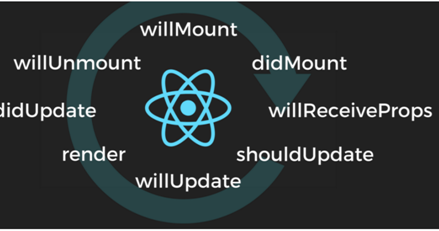 willMount
willUnmount
didMount
didUpdate
willReceiveProps
render
shouldUpdate
willUpdate